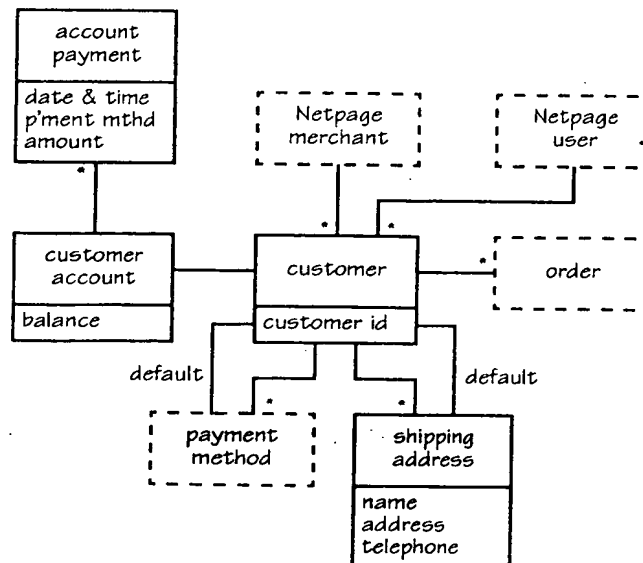 account
payment
date & time
p'ment mthd
amount
*
Netpage
merchant
*
Netpage
user
*
customer
account
balance
customer
customer id
*
order
default
*
payment
method
default
*
shipping
address
name
address
telephone